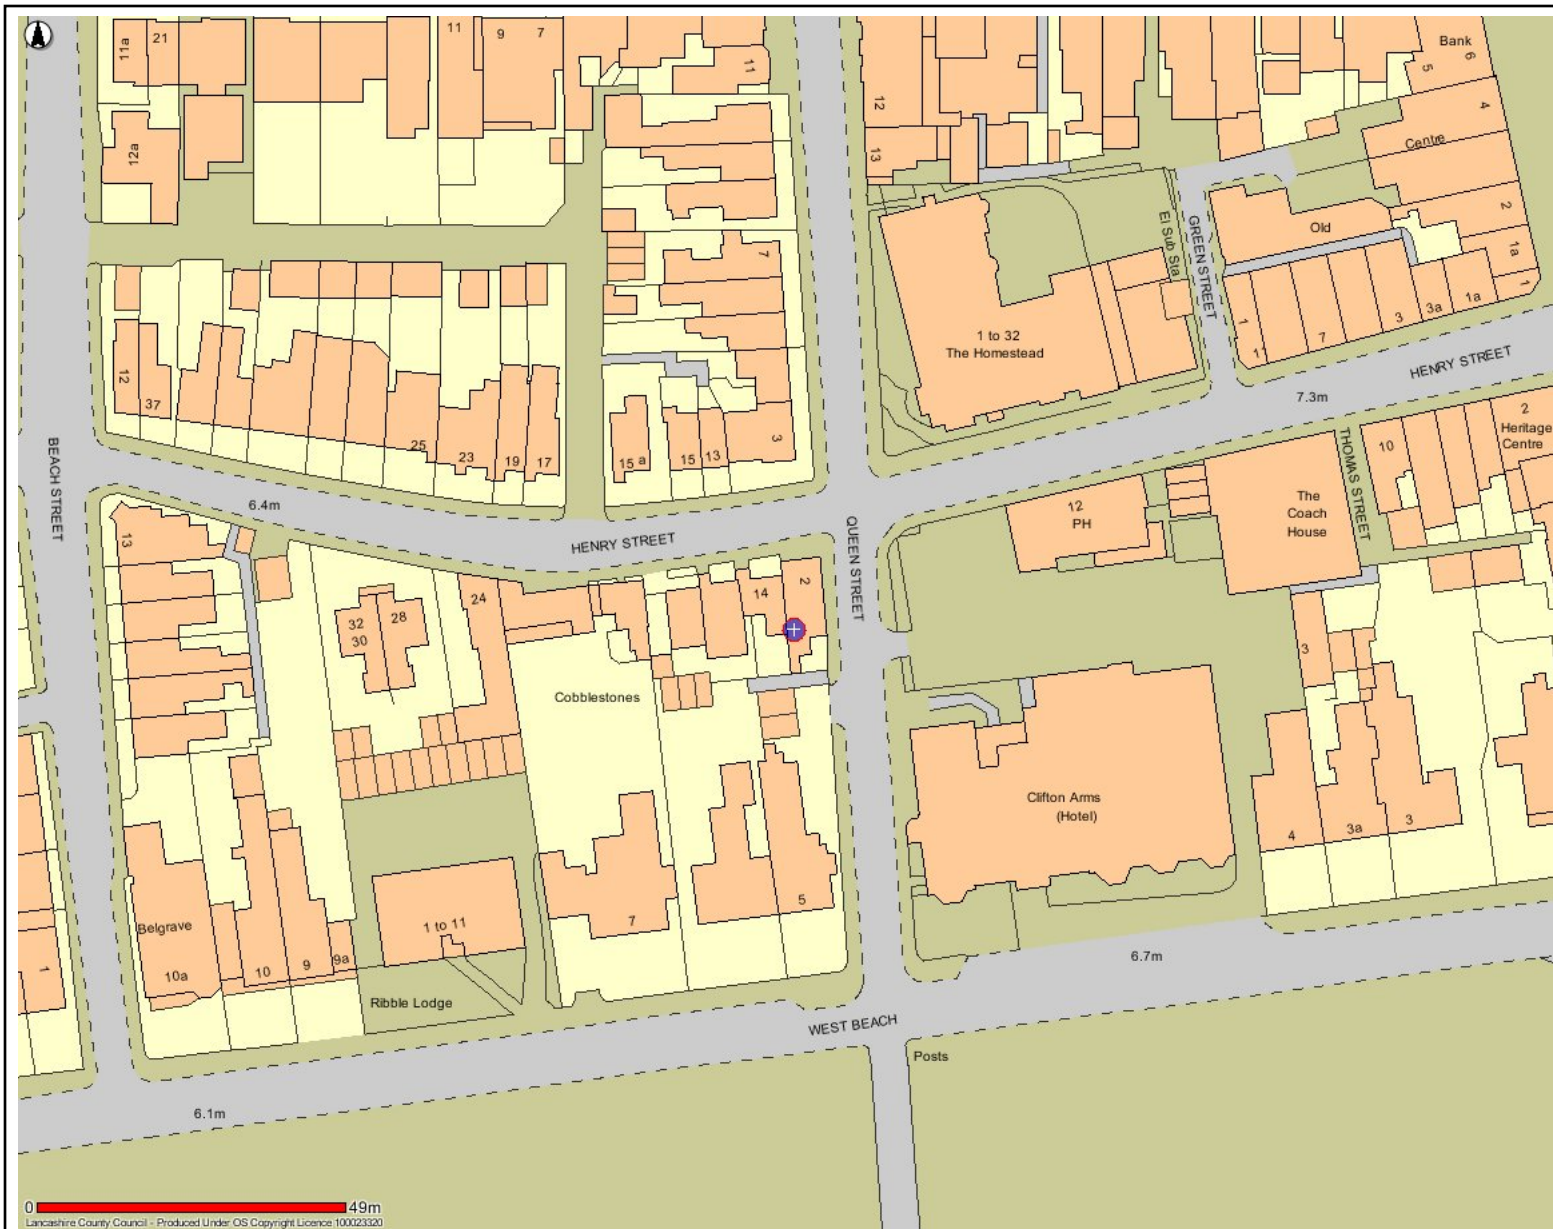 11a
21
11
9
7
11
12a
12
13
Bank
5
6
4
Centre
2
1a
1
El Sub Sta
GREEN STREET
Old
7
12
37
25
23
19
17
15 a
15
13
3
1 to 32
The Homestead
1
11
7
3
3a
1a
HENRY STREET
7.3m
BEACH STREET
6.4m
HENRY STREET
QUEEN STREET
12
PH
The
Coach
House
THOMAS STREET
10
2
Heritage
Centre
13
32
30
28
24
14
2
3
Cobblestones
Clifton Arms
(Hotel)
4
3a
3
Belgrave
10a
10
9
9a
1 to 11
7
5
1
Ribble Lodge
6.7m
WEST BEACH
Posts
6.1m
0
49m
Lancashire County Council - Produced Under OS Copyright Licence 100023320